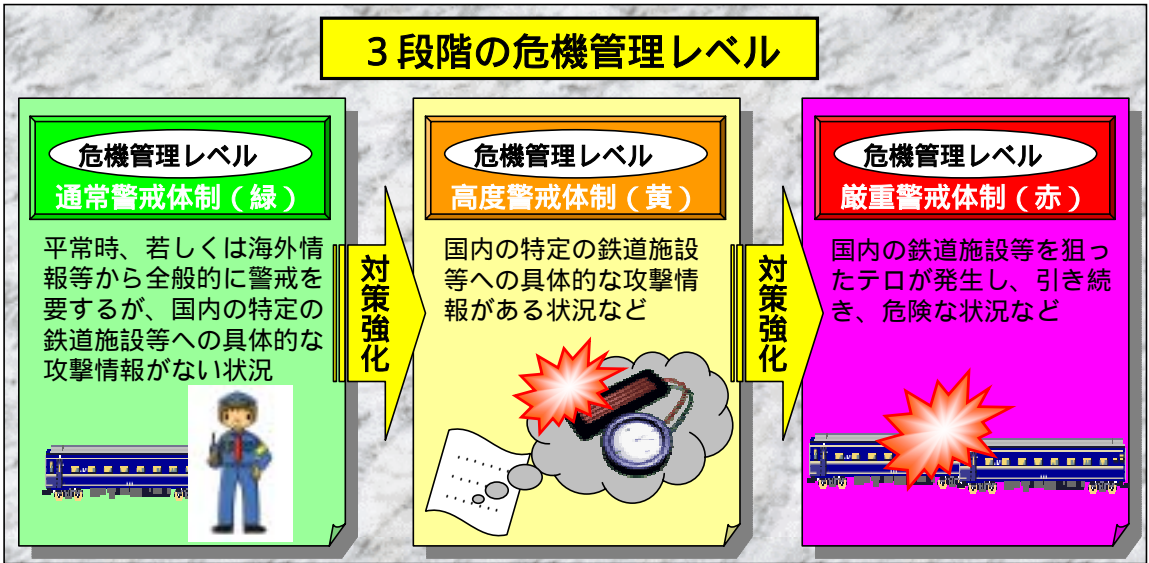 ３段階の危機管理レベル
危機管理レベル
通常警戒体制（緑）
平常時、若しくは海外情
報等から全般的に警戒を
要するが、国内の特定の
鉄道施設等への具体的な
攻撃情報がない状況
対策強化
危機管理レベル
高度警戒体制（黄）
国内の特定の鉄道施設
等への具体的な攻撃情
報がある状況など
対策強化
危機管理レベル
厳重警戒体制（赤）
国内の鉄道施設等を狙っ
たテロが発生し、引き続
き、危険な状況など